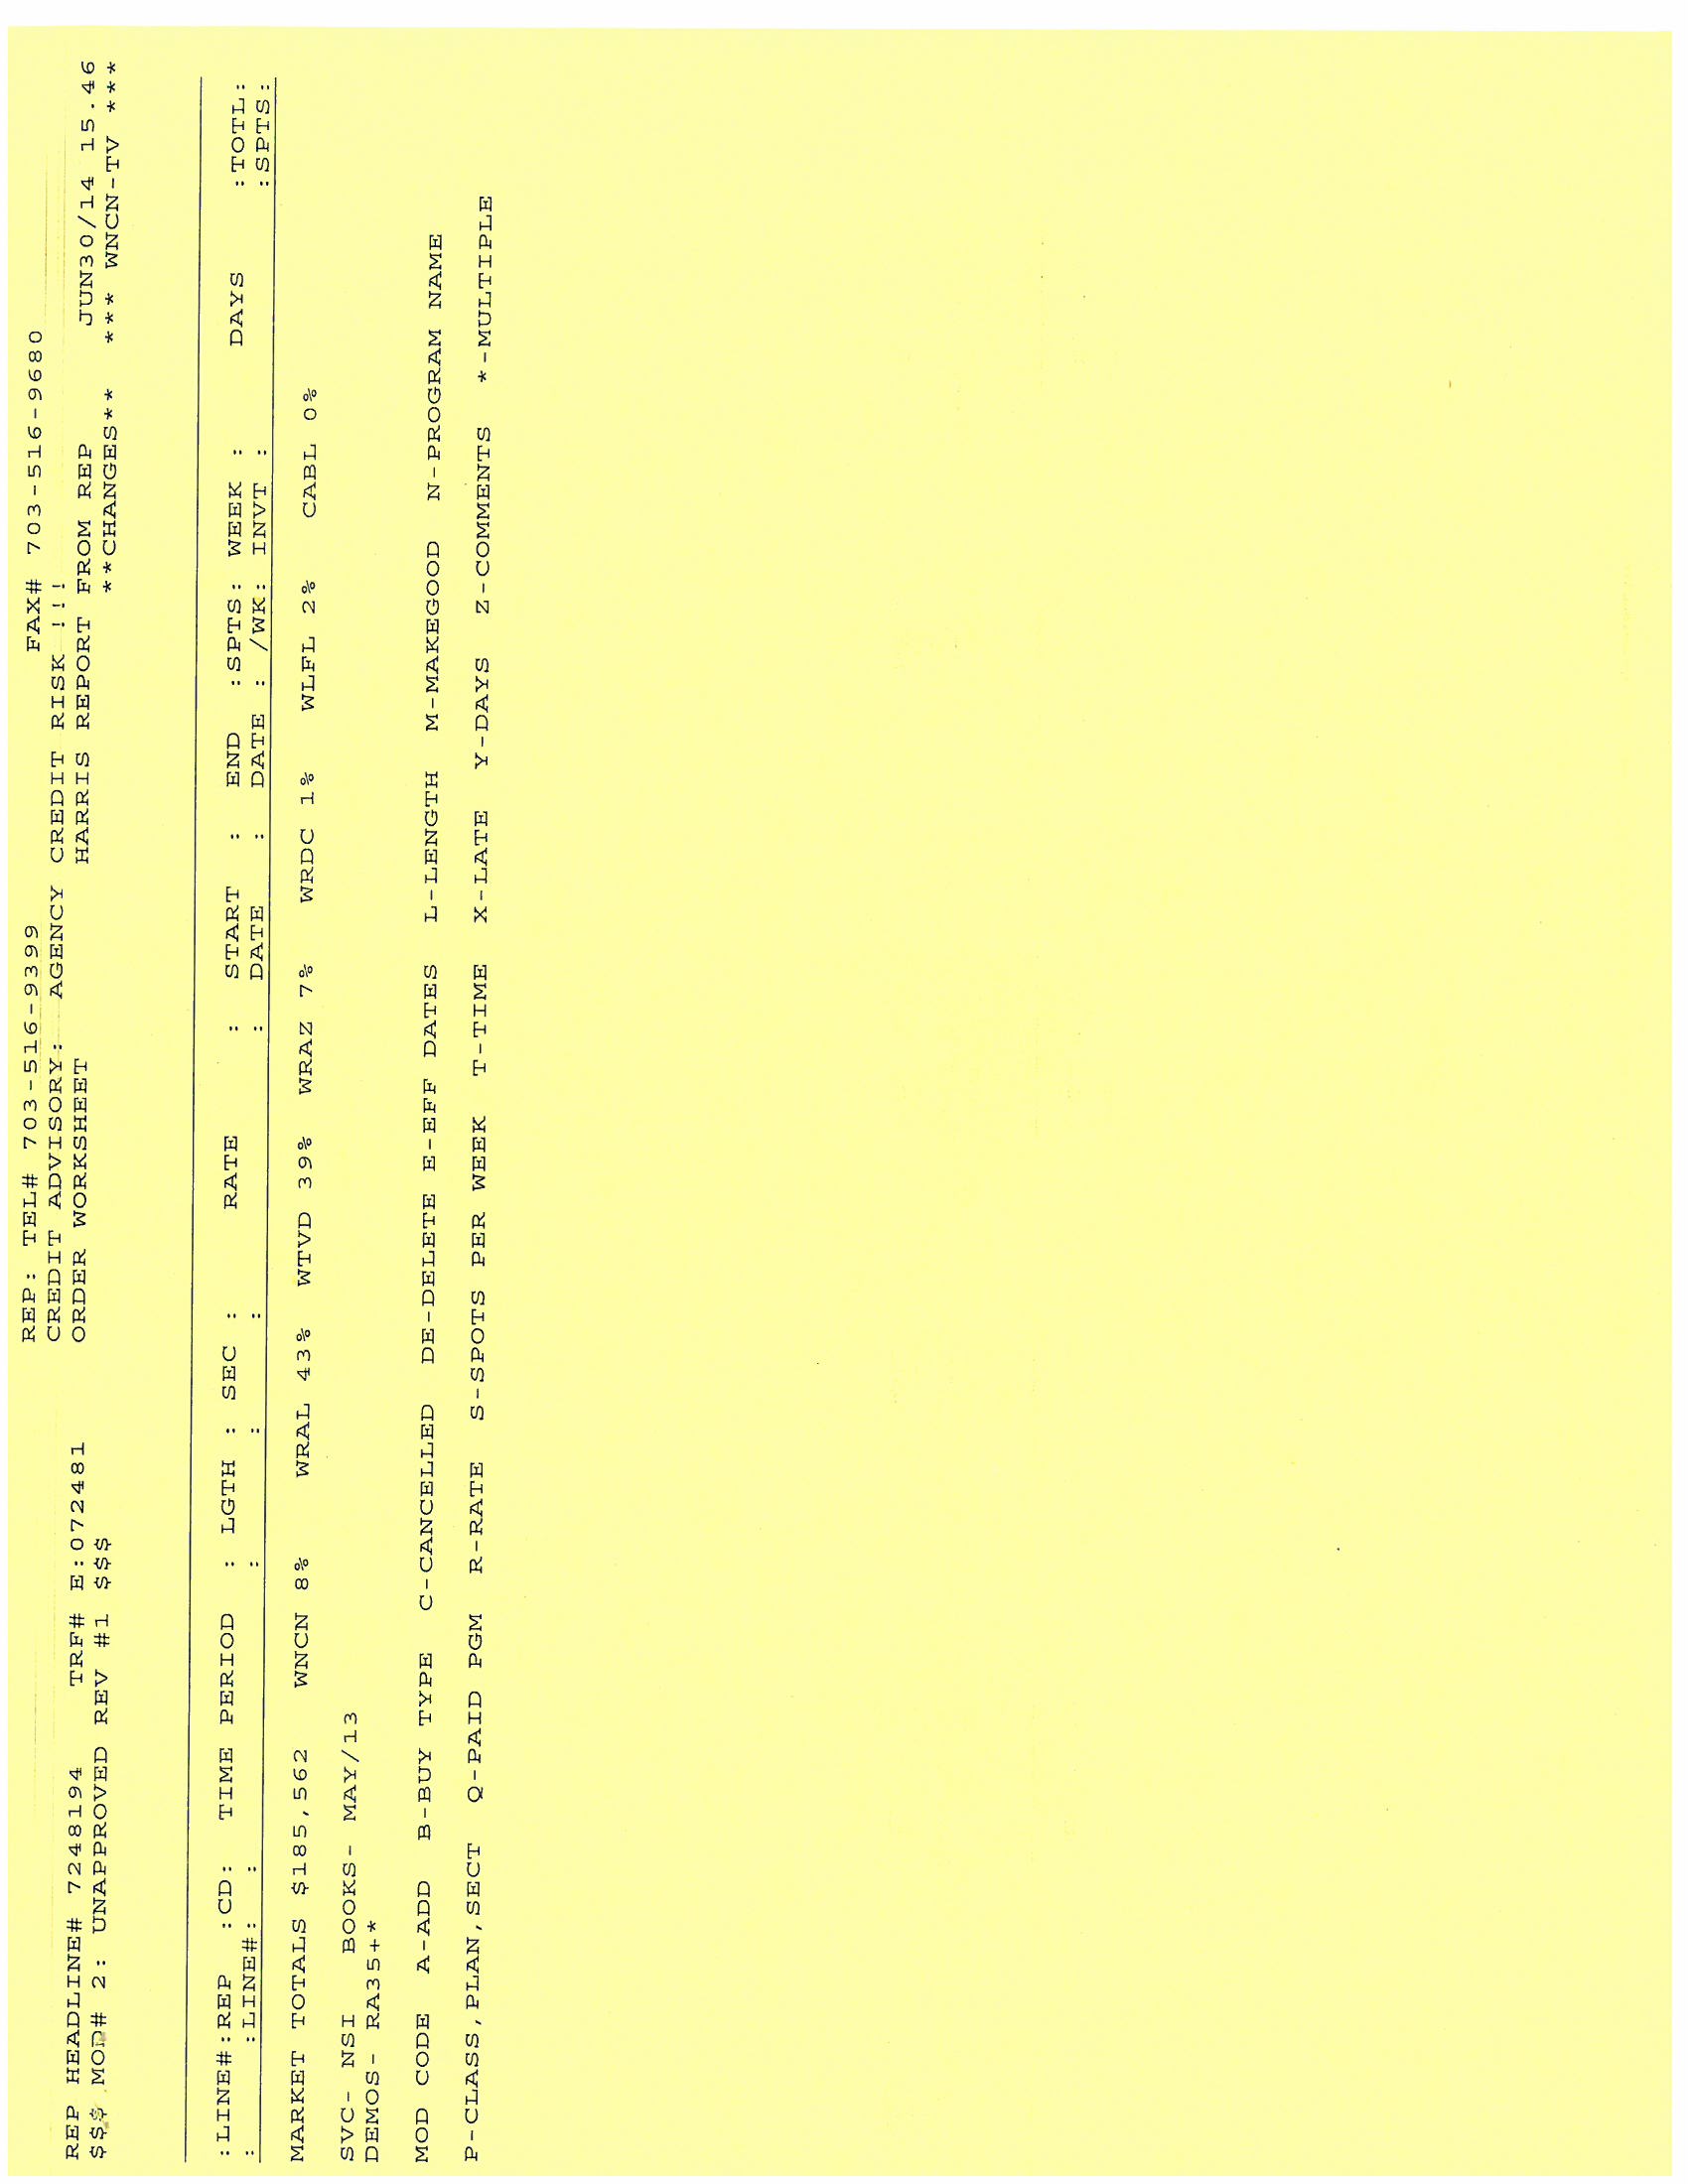 REP: TEL# 703-516-9399 FAX# 703-516-9680
CREDIT ADVISORY: AGENCY CREDIT RISK !!!
REP HEADLINE# 7248194 TRF# E:072481 ORDER WORKSHEET HARRIS REPORT FROM REP JUN30/14 15.46
$$$ MOD# 2: UNAPPROVED REV #1 $$$ **CHANGES** *** WNCN-TV ***
:LINE#:REP :CD: TIME PERIOD : LGTH : SEC : RATE : START : END :SPTS: WEEK : DAYS :TOTL:
: :LINE#: : : : : : DATE : DATE : /WK: INVT : :SPTS:
MARKET TOTALS $185,562 WNCN 8% WRAL 43% WTVD 39% WRAZ 7% WRDC 1% WLFL 2% CABL 0%
SVC- NSI BOOKS- MAY/13
DEMOS- RA35+*
MOD CODE A-ADD B-BUY TYPE C-CANCELLED DE-DELETE E-EFF DATES L-LENGTH M-MAKEGOOD N-PROGRAM NAME
P-CLASS,PLAN,SECT Q-PAID PGM R-RATE S-SPOTS PER WEEK T-TIME X-LATE Y-DAYS Z-COMMENTS *-MULTIPLE